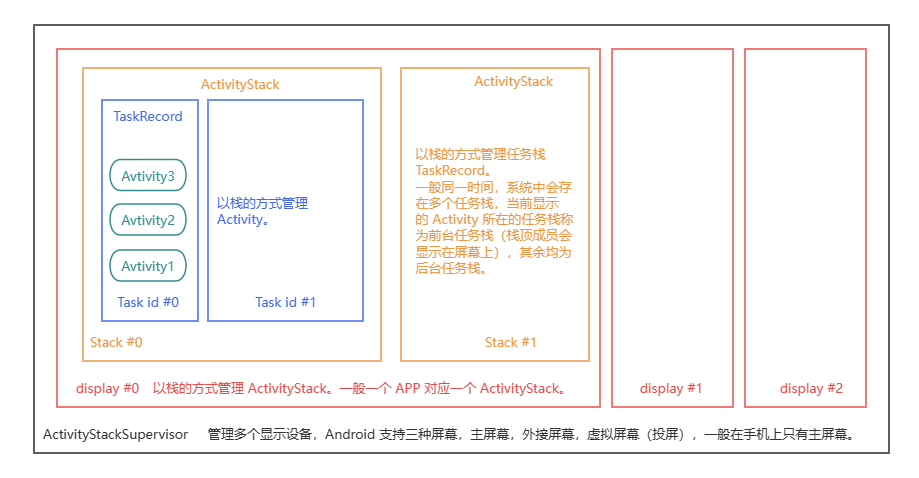 ActivityStack
TaskRecord
Avtivity3
Avtivity2
Avtivity1
Task id #0
以栈的方式管理
Activity。
Task id #1
Stack #0
ActivityStack
以栈的方式管理任务栈
TaskRecord。
一般同一时间，系统中会存
在多个任务栈，当前显示
的 Activity 所在的任务栈称
为前台任务栈（栈顶成员会
显示在屏幕上），其余均为
后台任务栈。
Stack #1
display #0 以栈的方式管理 ActivityStack。一般一个 APP 对应一个 ActivityStack。
display #1
display #2
ActivityStackSupervisor 管理多个显示设备，Android 支持三种屏幕，主屏幕，外接屏幕，虚拟屏幕（投屏），一般在手机上只有主屏幕。